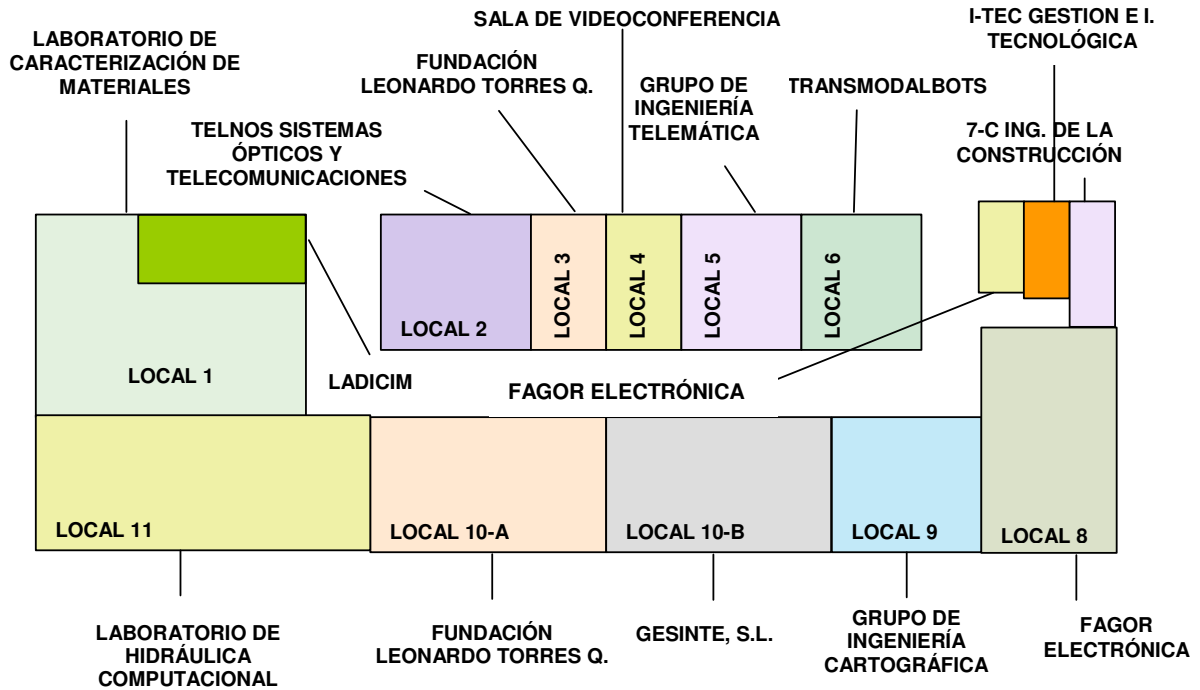 SALA DE VIDEOCONFERENCIA
I-TEC GESTION E I.
TECNOLÓGICA
LABORATORIO DE
CARACTERIZACIÓN DE
MATERIALES
FUNDACIÓN
LEONARDO TORRES Q.
GRUPO DE
INGENIERÍA
TELEMÁTICA
TRANSMODALBOTS
TELNOS SISTEMAS
ÓPTICOS Y
TELECOMUNICACIONES
7-C ING. DE LA
CONSTRUCCIÓN
LOCAL 1
LOCAL 2
LOCAL 3
LOCAL 4
LOCAL 5
LOCAL 6
LADICIM
FAGOR ELECTRÓNICA
LOCAL 11
LOCAL 10-A
LOCAL 10-B
LOCAL 9
LOCAL 8
LABORATORIO DE
HIDRÁULICA
COMPUTACIONAL
FUNDACIÓN
LEONARDO TORRES Q.
GESINTE, S.L.
GRUPO DE
INGENIERÍA
CARTOGRÁFICA
FAGOR
ELECTRÓNICA